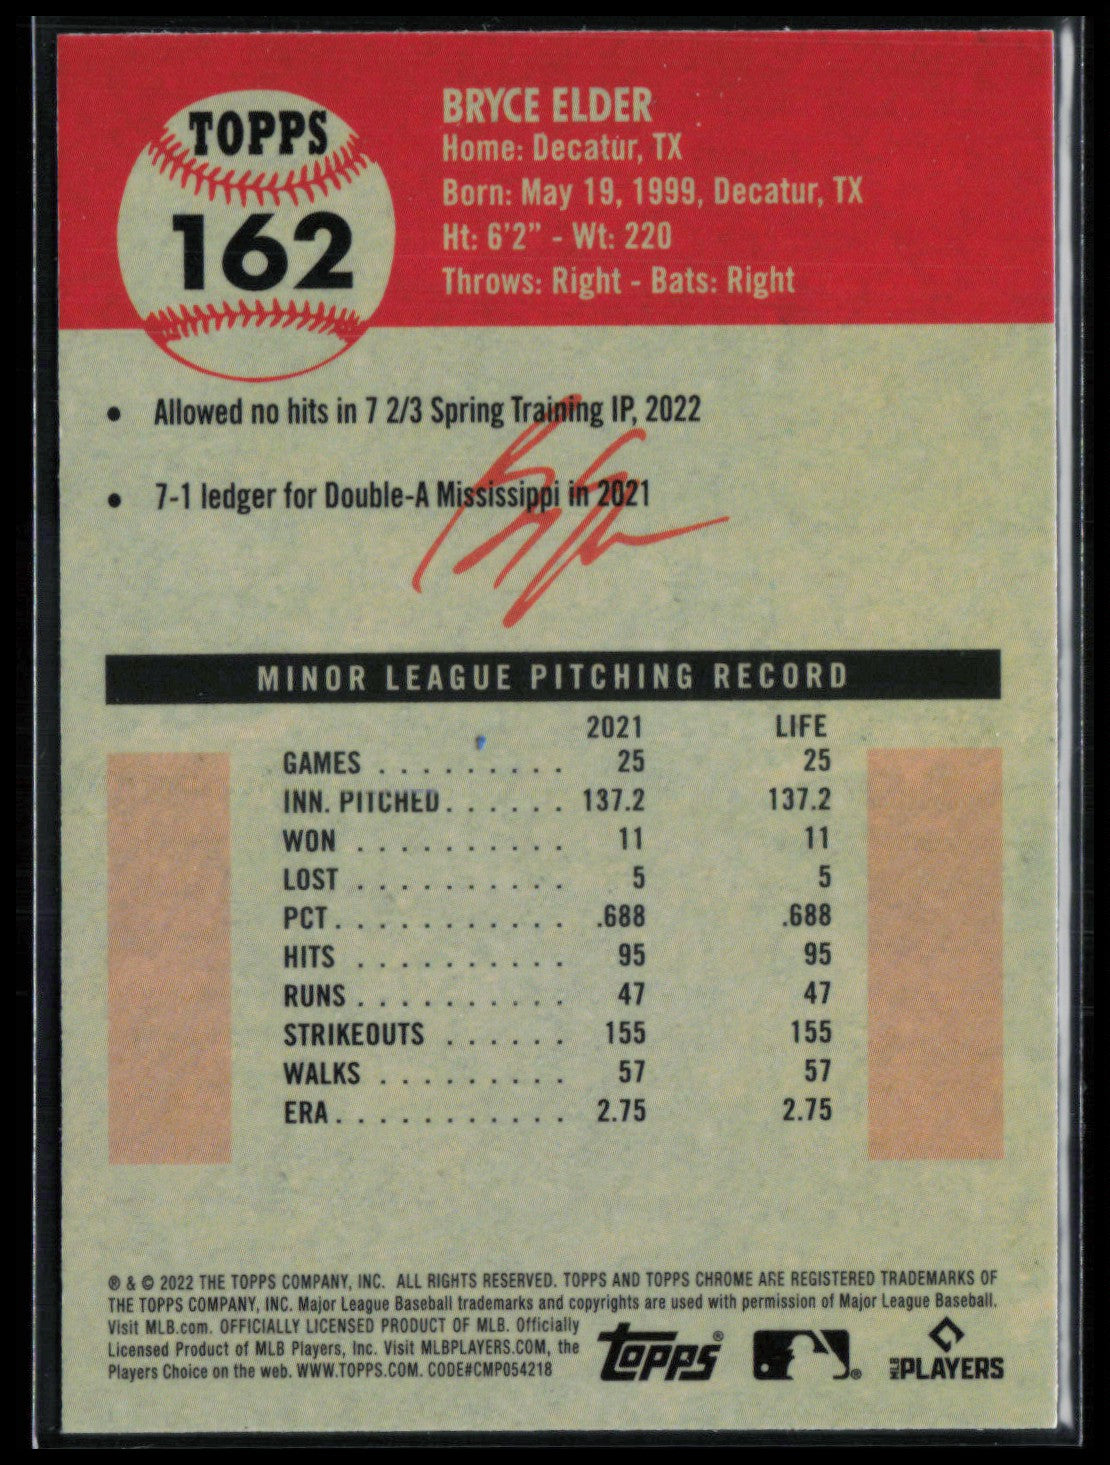 TOPPS
162
BRYCE ELDER
Home: Decatur, TX
Born: May 19, 1999, Decatur, TX
Ht: 6'2" - Wt: 220
Throws: Right - Bats: Right
• Allowed no hits in 7 2/3 Spring Training IP, 2022
• 7-1 ledger for Double-A Mississippi in 2021
MINOR LEAGUE PITCHING RECORD
2021 LIFE
GAMES . . . . . . . . . . 25 25
INN. PITCHED . . . . . . 137.2 137.2
WON . . . . . . . . . . . 11 11
LOST . . . . . . . . . . . 5 5
PCT . . . . . . . . . . . . .688 .688
HITS . . . . . . . . . . . 95 95
RUNS . . . . . . . . . . . 47 47
STRIKEOUTS . . . . . . 155 155
WALKS . . . . . . . . . . 57 57
ERA . . . . . . . . . . . . 2.75 2.75
® & © 2022 THE TOPPS COMPANY, INC. ALL RIGHTS RESERVED. TOPPS AND TOPPS CHROME ARE REGISTERED TRADEMARKS OF
THE TOPPS COMPANY, INC. Major League Baseball trademarks and copyrights are used with permission of Major League Baseball.
Visit MLB.com. OFFICIALLY LICENSED PRODUCT OF MLB. Officially
Licensed Product of MLB Players, Inc. Visit MLBPLAYERS.COM, the
Players Choice on the web. WWW.TOPPS.COM. CODE#CMP054218
Topps®
®
MLB PLAYERS